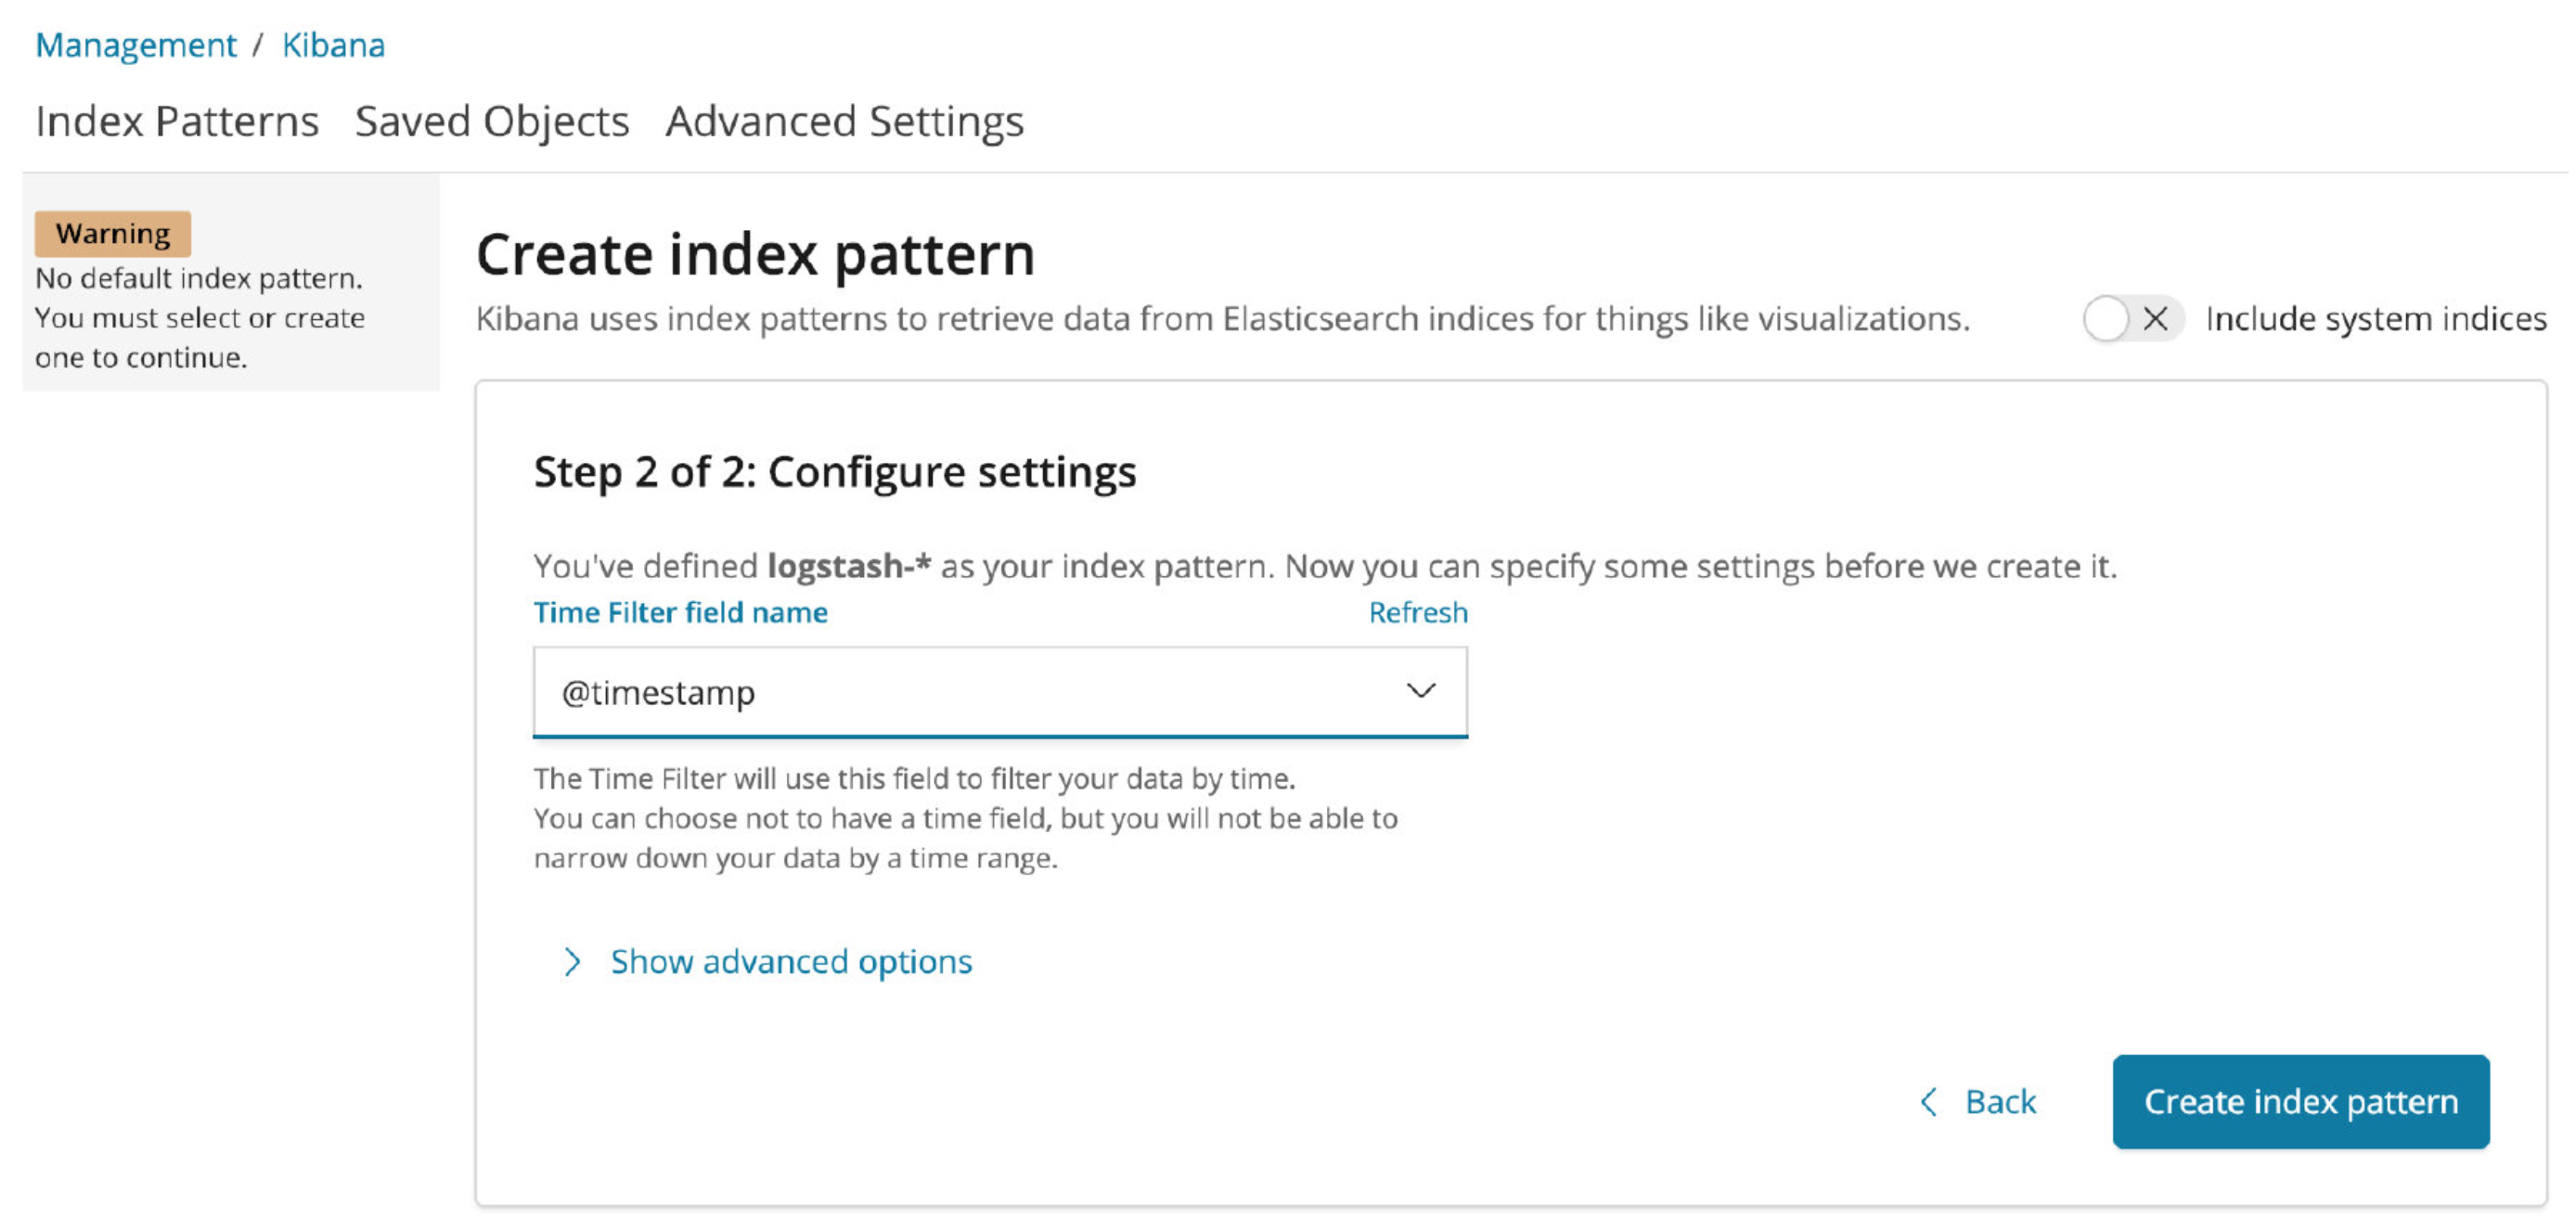 Management / Kibana
Index Patterns Saved Objects Advanced Settings
Warning
No default index pattern.
You must select or create
one to continue.
Create index pattern
Kibana uses index patterns to retrieve data from Elasticsearch indices for things like visualizations.
Include system indices
Step 2 of 2: Configure settings
You've defined logstash-* as your index pattern. Now you can specify some settings before we create it.
Time Filter field name Refresh
@timestamp
The Time Filter will use this field to filter your data by time.
You can choose not to have a time field, but you will not be able to
narrow down your data by a time range.
Show advanced options
Back Create index pattern